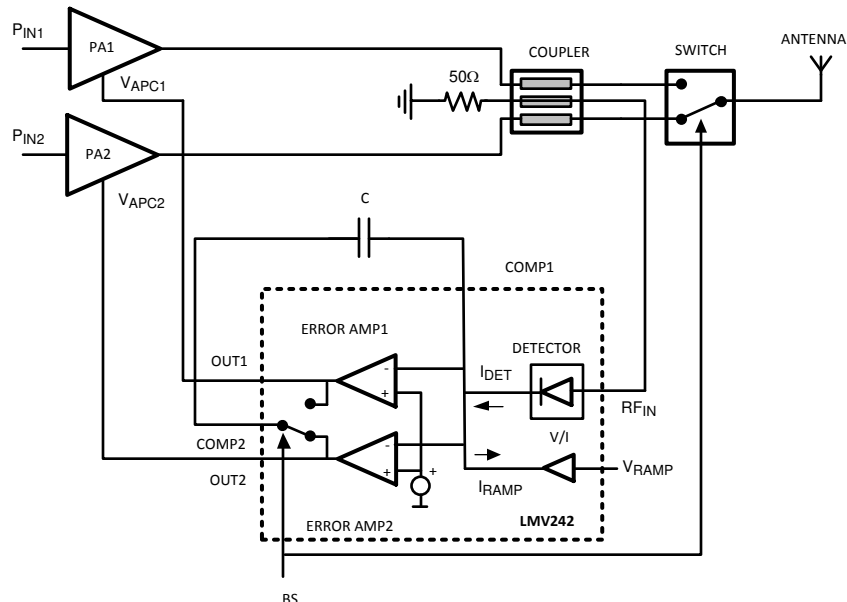 PIN1
PA1
VAPC1
PIN2
PA2
VAPC2
50Ω
COUPLER
SWITCH
ANTENNA
C
COMP1
ERROR AMP1
DETECTOR
OUT1
IDET
-
+
RFIN
V/I
COMP2
-
+
+
VRAMP
OUT2
IRAMP
ERROR AMP2
LMV242
BS